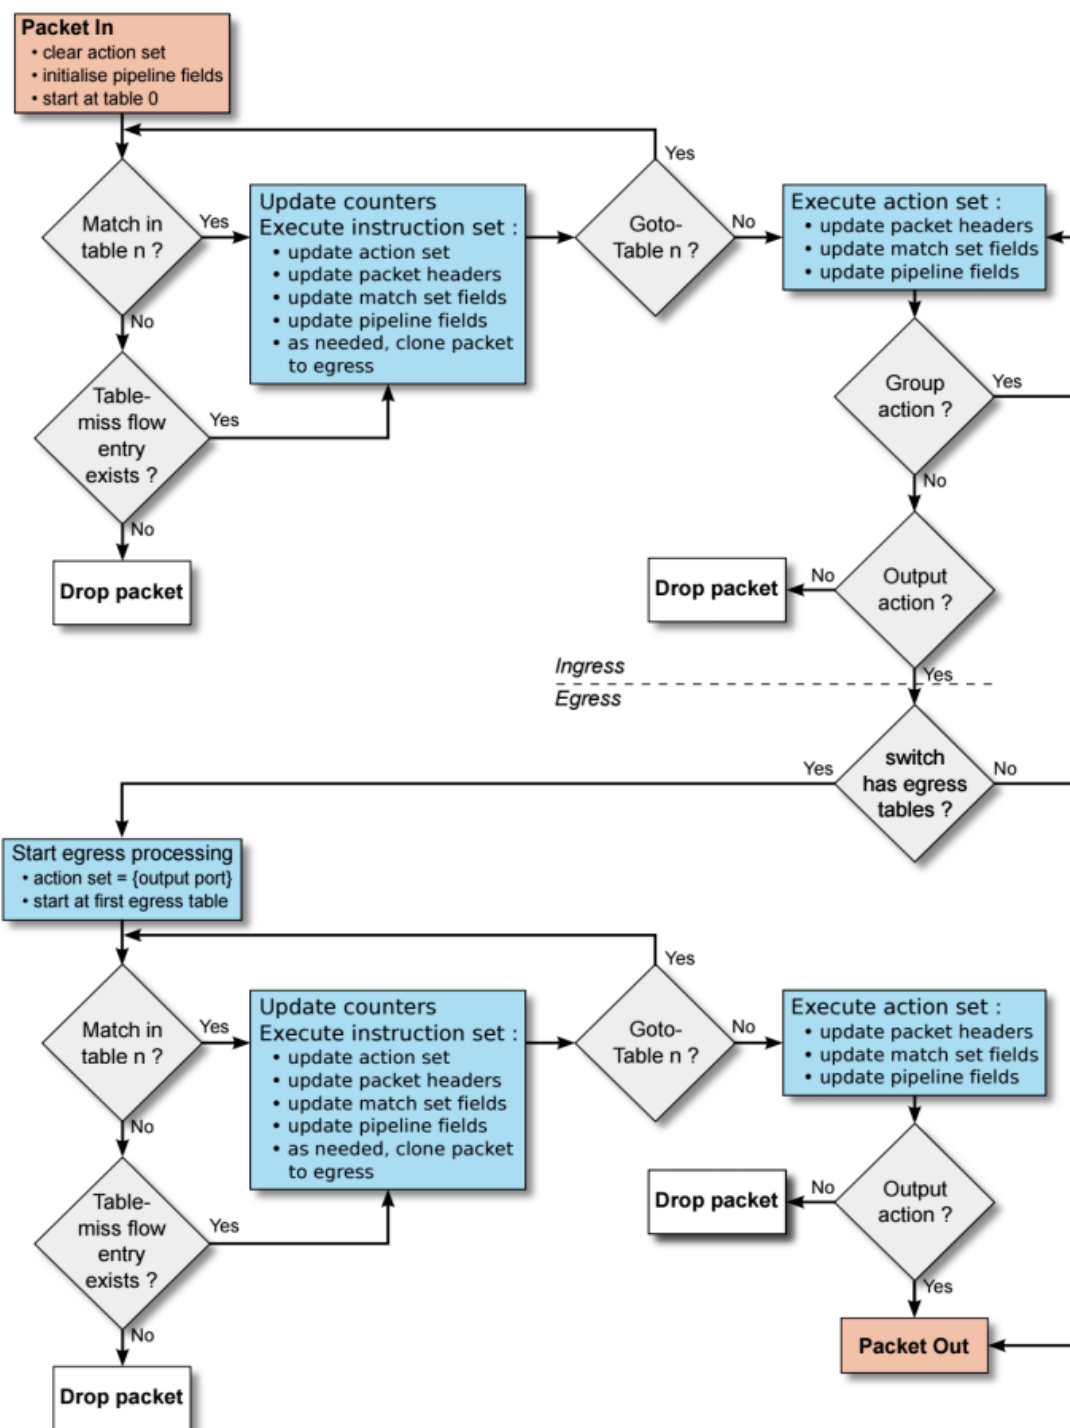 Packet In
• clear action set
• initialise pipeline fields
• start at table 0
Yes
Match in
table n ?
Yes
Update counters
Execute instruction set :
• update action set
• update packet headers
• update match set fields
• update pipeline fields
• as needed, clone packet
to egress
Goto-
Table n ?
No
Execute action set :
• update packet headers
• update match set fields
• update pipeline fields
No
Table-
miss flow
entry
exists ?
Yes
No
Drop packet
Group
action ?
Yes
No
Output
action ?
No
Drop packet
Yes
Ingress
Egress
switch
has egress
tables ?
Yes
No
Start egress processing
• action set = {output port}
• start at first egress table
Yes
Match in
table n ?
Yes
Update counters
Execute instruction set :
• update action set
• update packet headers
• update match set fields
• update pipeline fields
• as needed, clone packet
to egress
Goto-
Table n ?
No
Execute action set :
• update packet headers
• update match set fields
• update pipeline fields
No
Table-
miss flow
entry
exists ?
Yes
No
Drop packet
Output
action ?
No
Drop packet
Yes
Packet Out